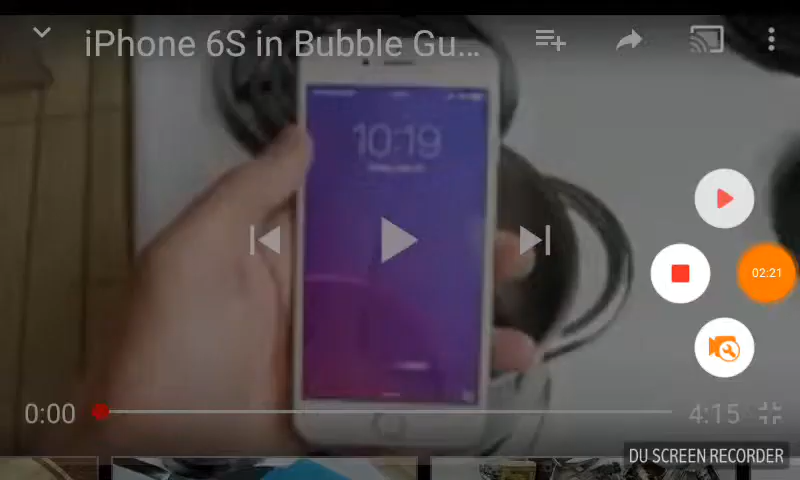 iPhone 6S in Bubble Gu...
10:19
02:21
0:00
4:15
DU SCREEN RECORDER